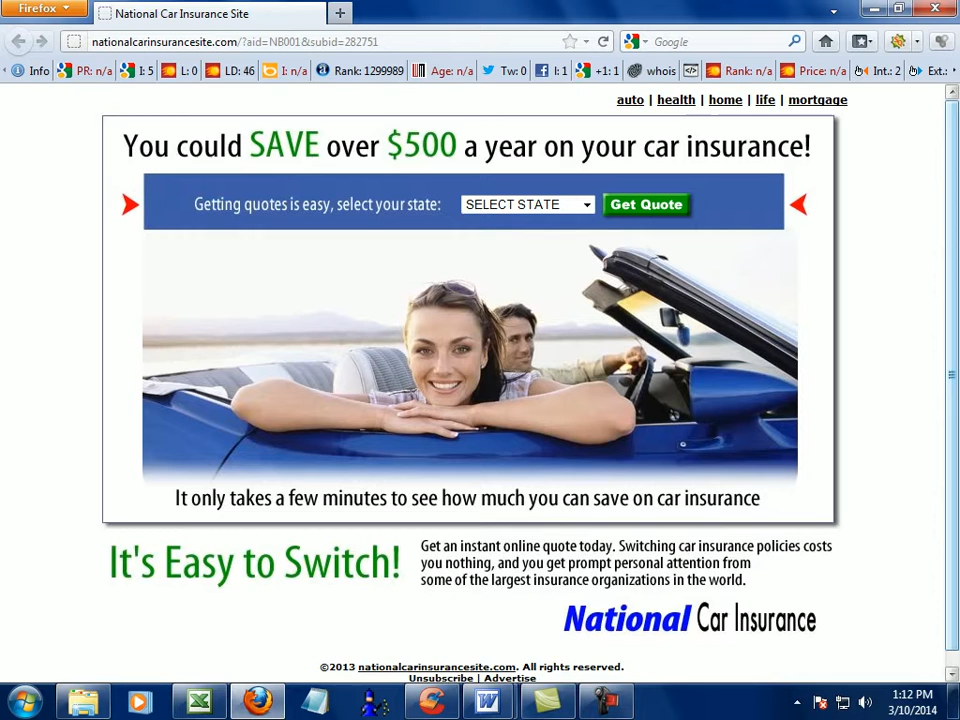 Firefox
National Car Insurance Site
nationalcarinsurancesite.com/?aid=NB001&subid=282751
Google
Info
PR: n/a
I: 5
L: 0
LD: 46
I: n/a
Rank: 1299989
Age: n/a
Tw: 0
l: 1
+1: 1
whois
Rank: n/a
Price: n/a
Int.: 2
Ext.:
auto | health | home | life | mortgage
You could SAVE over $500 a year on your car insurance!
Getting quotes is easy, select your state:
SELECT STATE
Get Quote
It only takes a few minutes to see how much you can save on car insurance
It's Easy to Switch!
Get an instant online quote today. Switching car insurance policies costs
you nothing, and you get prompt personal attention from
some of the largest insurance organizations in the world.
National Car Insurance
©2013 nationalcarinsurancesite.com. All rights reserved.
Unsubscribe | Advertise
1:12 PM
3/10/2014